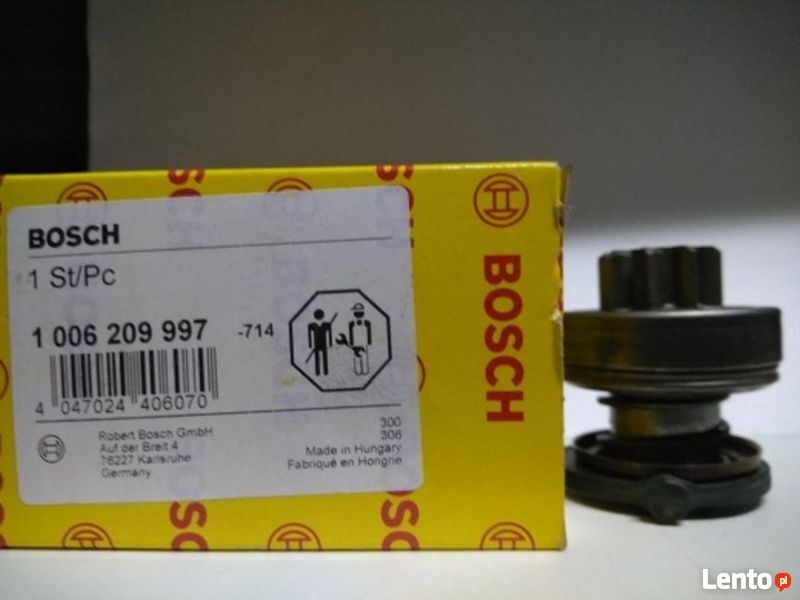 BOSCH
1 St/Pc
1 006 209 997
-714
4 047024 406070
Robert Bosch GmbH
Auf der Breit 4
76227 Karlsruhe
Germany
300
306
Made in Hungary
Fabriqué en Hongrie
BOSCH
Lento.pl